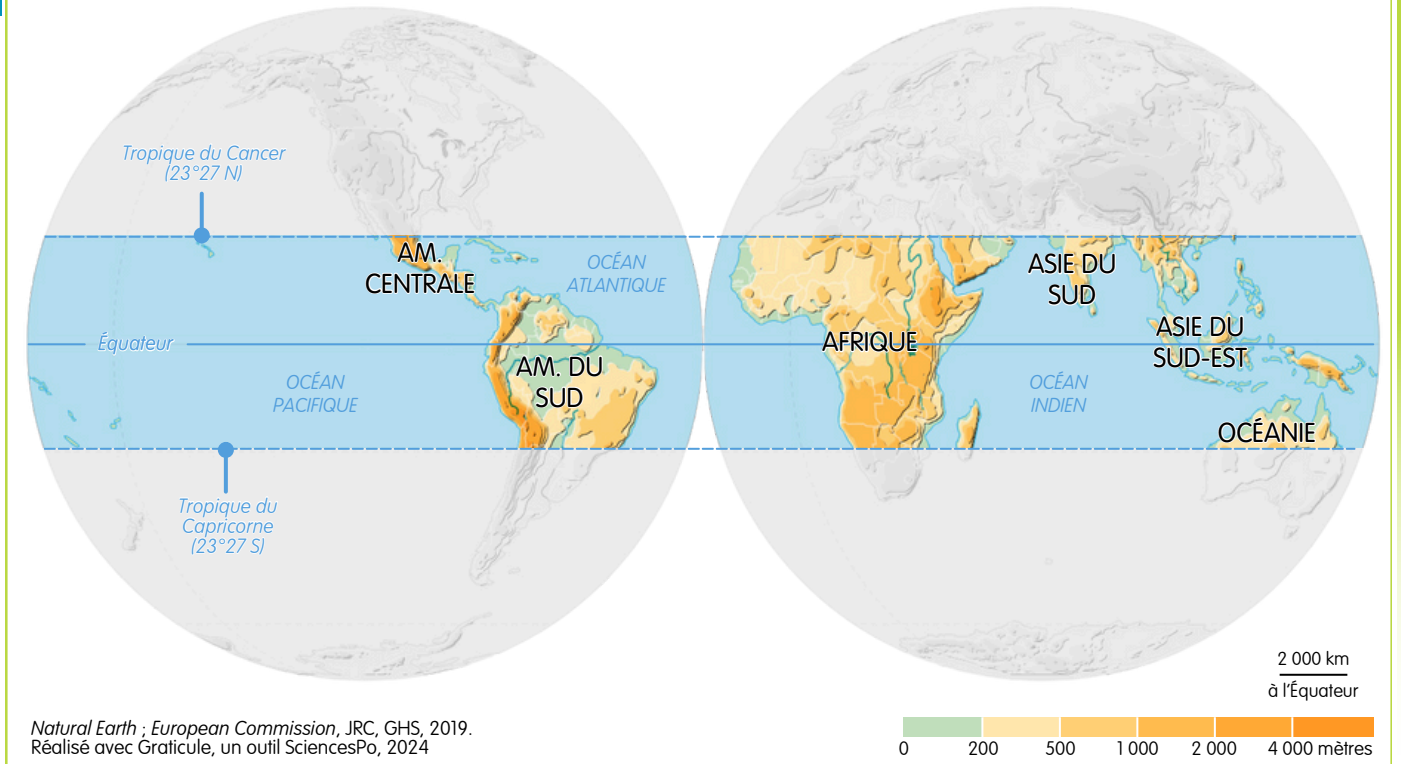 Tropique du Cancer
(23°27 N)
AM.
CENTRALE
OCÉAN
ATLANTIQUE
Équateur
AM. DU
SUD
OCÉAN
PACIFIQUE
Tropique du
Capricorne
(23°27 S)
ASIE DU
SUD
AFRIQUE
ASIE DU
SUD-EST
OCÉAN
INDIEN
OCÉANIE
2 000 km
à l'Équateur
Natural Earth ; European Commission, JRC, GHS, 2019.
Réalisé avec Graticule, un outil SciencesPo, 2024
0 200 500 1 000 2 000 4 000 mètres